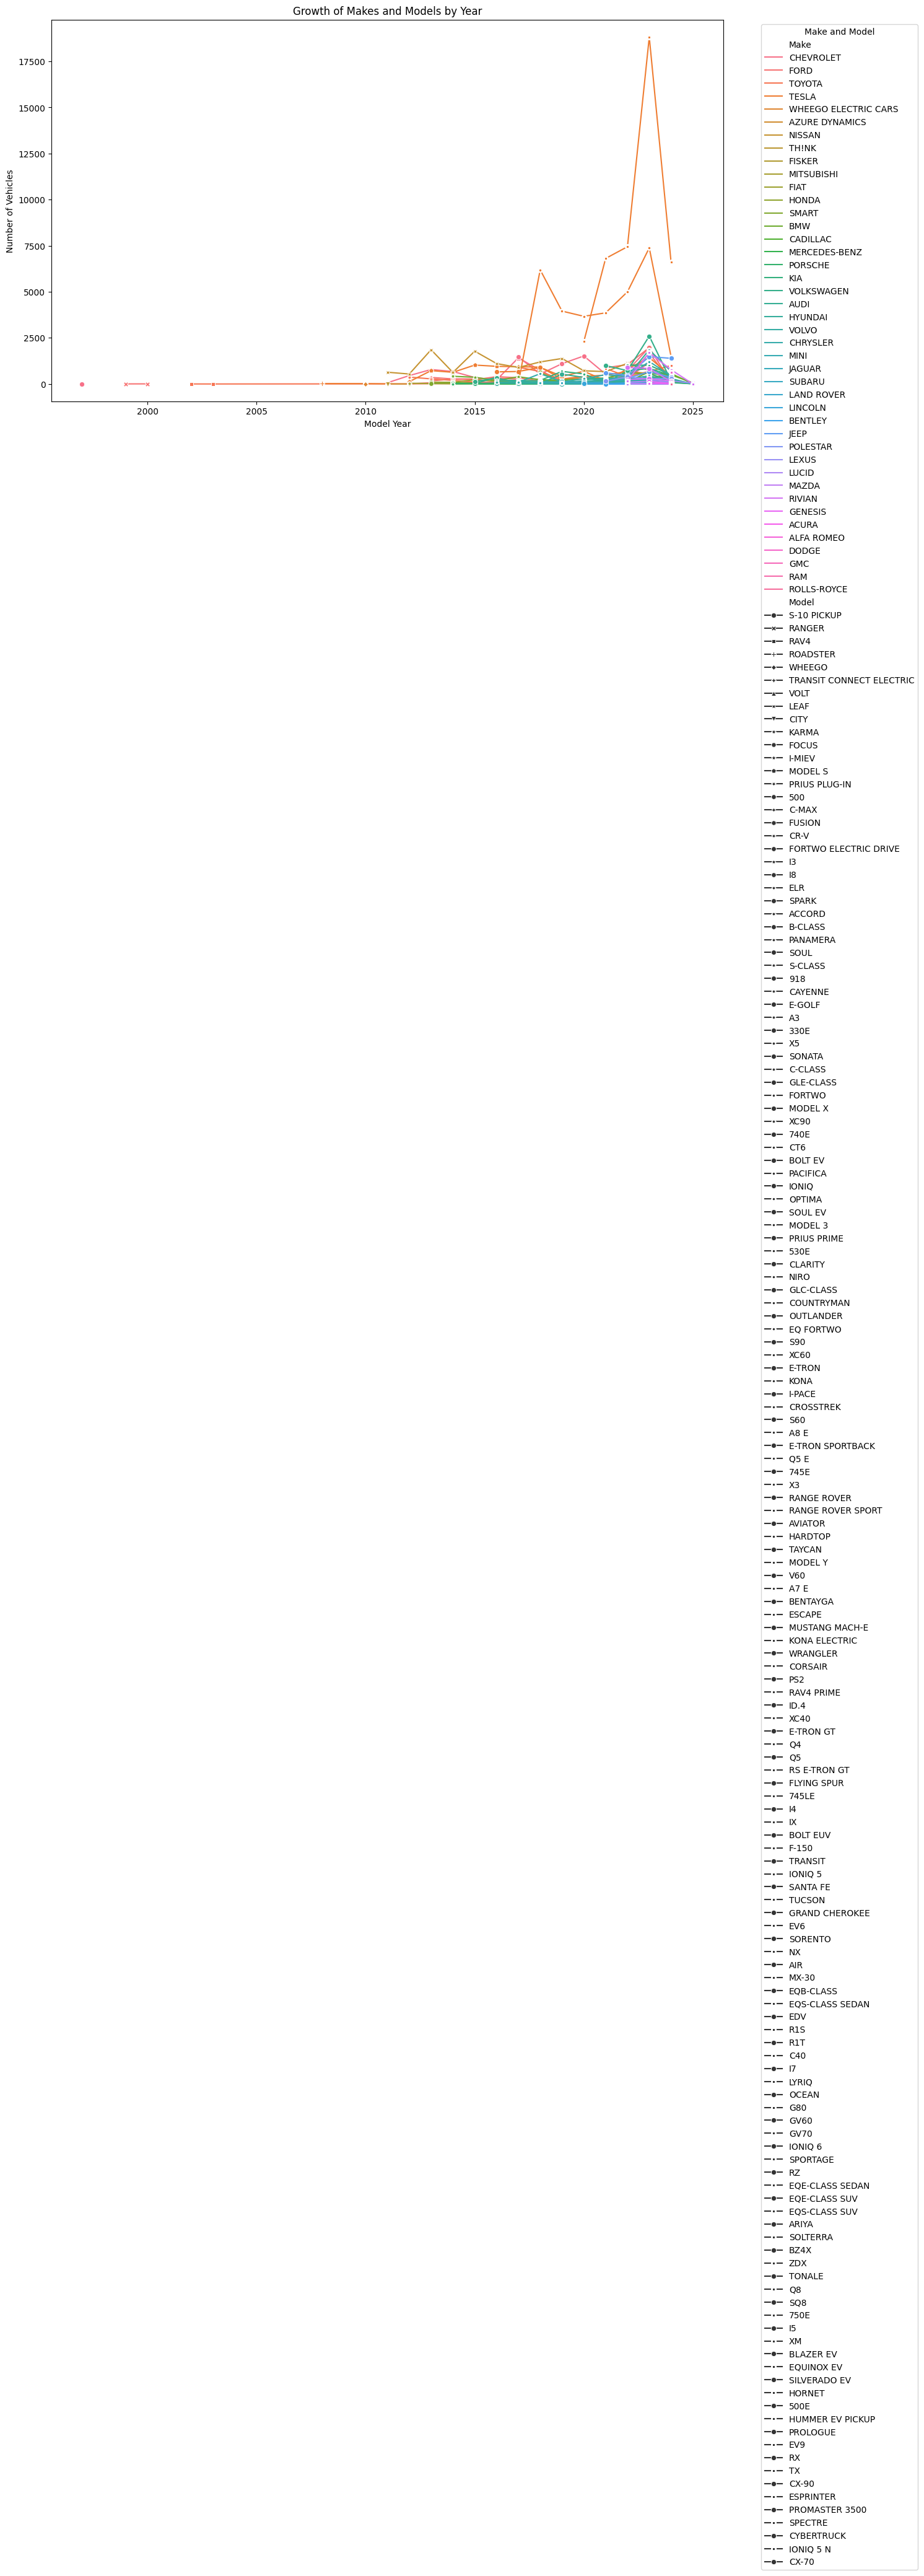 Growth of Makes and Models by Year
Number of Vehicles
17500
15000
12500
10000
7500
5000
2500
0
2000
2005
2010
2015
2020
2025
Model Year
Make and Model
Make
CHEVROLET
FORD
TOYOTA
TESLA
WHEEGO ELECTRIC CARS
AZURE DYNAMICS
NISSAN
TH!NK
FISKER
MITSUBISHI
FIAT
HONDA
SMART
BMW
CADILLAC
MERCEDES-BENZ
PORSCHE
KIA
VOLKSWAGEN
AUDI
HYUNDAI
VOLVO
CHRYSLER
MINI
JAGUAR
SUBARU
LAND ROVER
LINCOLN
BENTLEY
JEEP
POLESTAR
LEXUS
LUCID
MAZDA
RIVIAN
GENESIS
ACURA
ALFA ROMEO
DODGE
GMC
RAM
ROLLS-ROYCE
Model
S-10 PICKUP
RANGER
RAV4
ROADSTER
WHEEGO
TRANSIT CONNECT ELECTRIC
VOLT
LEAF
CITY
KARMA
FOCUS
I-MIEV
MODEL S
PRIUS PLUG-IN
500
C-MAX
FUSION
CR-V
FORTWO ELECTRIC DRIVE
I3
I8
ELR
SPARK
ACCORD
B-CLASS
PANAMERA
SOUL
S-CLASS
918
CAYENNE
E-GOLF
A3
330E
X5
SONATA
C-CLASS
GLE-CLASS
FORTWO
MODEL X
XC90
740E
CT6
BOLT EV
PACIFICA
IONIQ
OPTIMA
SOUL EV
MODEL 3
PRIUS PRIME
530E
CLARITY
NIRO
GLC-CLASS
COUNTRYMAN
OUTLANDER
EQ FORTWO
S90
XC60
E-TRON
KONA
I-PACE
CROSSTREK
S60
A8 E
E-TRON SPORTBACK
Q5 E
745E
X3
RANGE ROVER
RANGE ROVER SPORT
AVIATOR
HARDTOP
TAYCAN
MODEL Y
V60
A7 E
BENTAYGA
ESCAPE
MUSTANG MACH-E
KONA ELECTRIC
WRANGLER
CORSAIR
PS2
RAV4 PRIME
ID.4
XC40
E-TRON GT
Q4
Q5
RS E-TRON GT
FLYING SPUR
745LE
I4
IX
BOLT EUV
F-150
TRANSIT
IONIQ 5
SANTA FE
TUCSON
GRAND CHEROKEE
EV6
SORENTO
NX
AIR
MX-30
EQB-CLASS
EQS-CLASS SEDAN
EDV
R1S
R1T
C40
I7
LYRIQ
OCEAN
G80
GV60
GV70
IONIQ 6
SPORTAGE
RZ
EQE-CLASS SEDAN
EQE-CLASS SUV
EQS-CLASS SUV
ARIYA
SOLTERRA
BZ4X
ZDX
TONALE
Q8
SQ8
750E
I5
XM
BLAZER EV
EQUINOX EV
SILVERADO EV
HORNET
500E
HUMMER EV PICKUP
PROLOGUE
EV9
RX
TX
CX-90
ESPRINTER
PROMASTER 3500
SPECTRE
CYBERTRUCK
IONIQ 5 N
CX-70